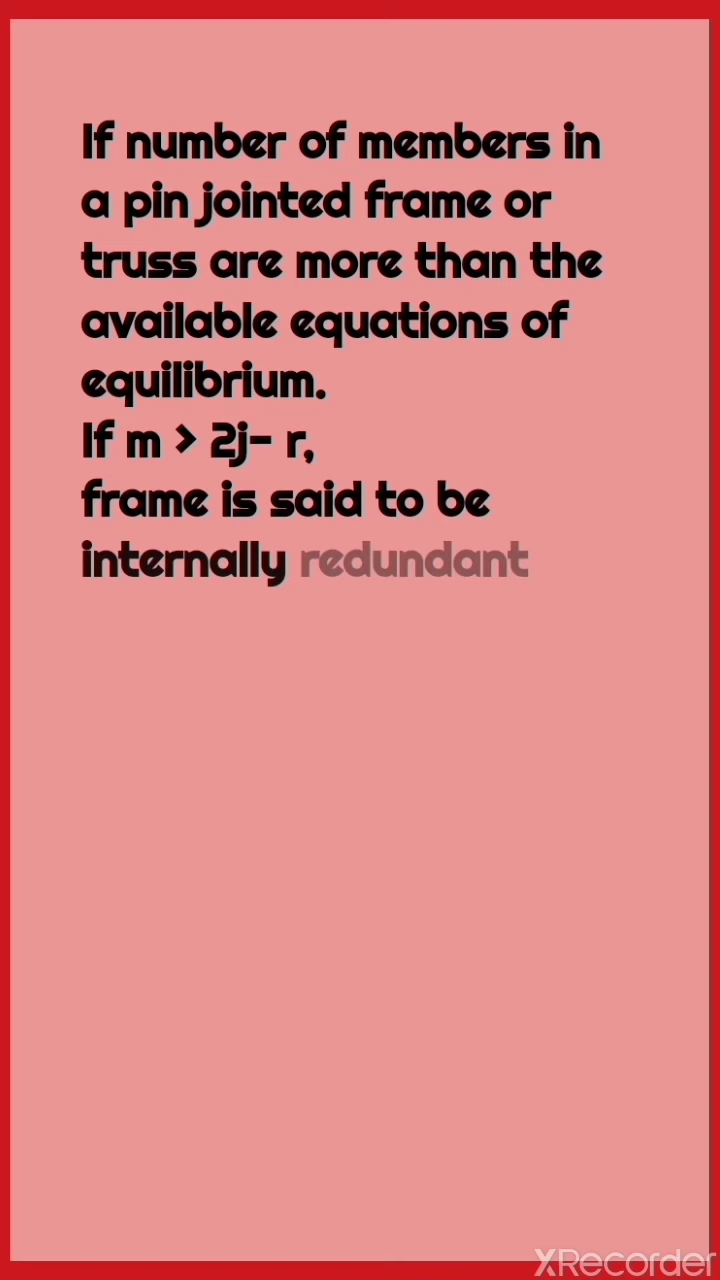 If number of members in
a pin jointed frame or
truss are more than the
available equations of
equilibrium.
If m > 2j- r,
frame is said to be
internally redundant
XRecorder